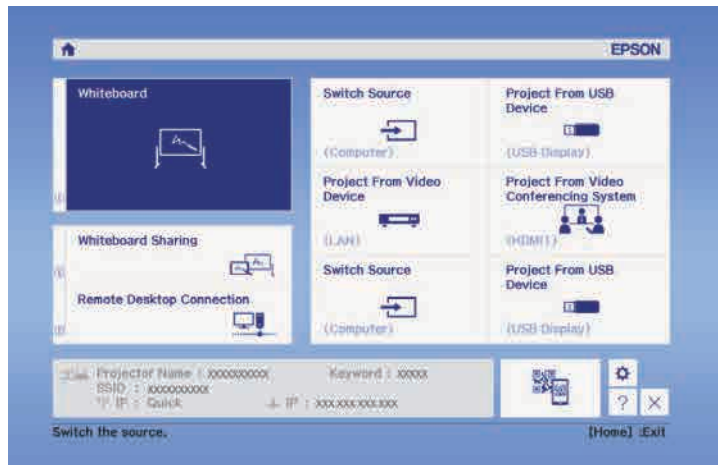 EPSON
Whiteboard
Switch Source
(Computer)
Project From USB
Device
(USB Display)
Project From Video
Device
(LAN)
Project From Video
Conferencing System
(HDMI1)
Whiteboard Sharing
Remote Desktop Connection
Switch Source
(Computer)
Project From USB
Device
(USB Display)
Projector Name : xxxxxxxxxx
Keyword : xxxxx
SSID : xxxxxxxxxx
IP : Quick
IP : xxx.xxx.xxx.xxx
?
Switch the source.
[Home] :Exit